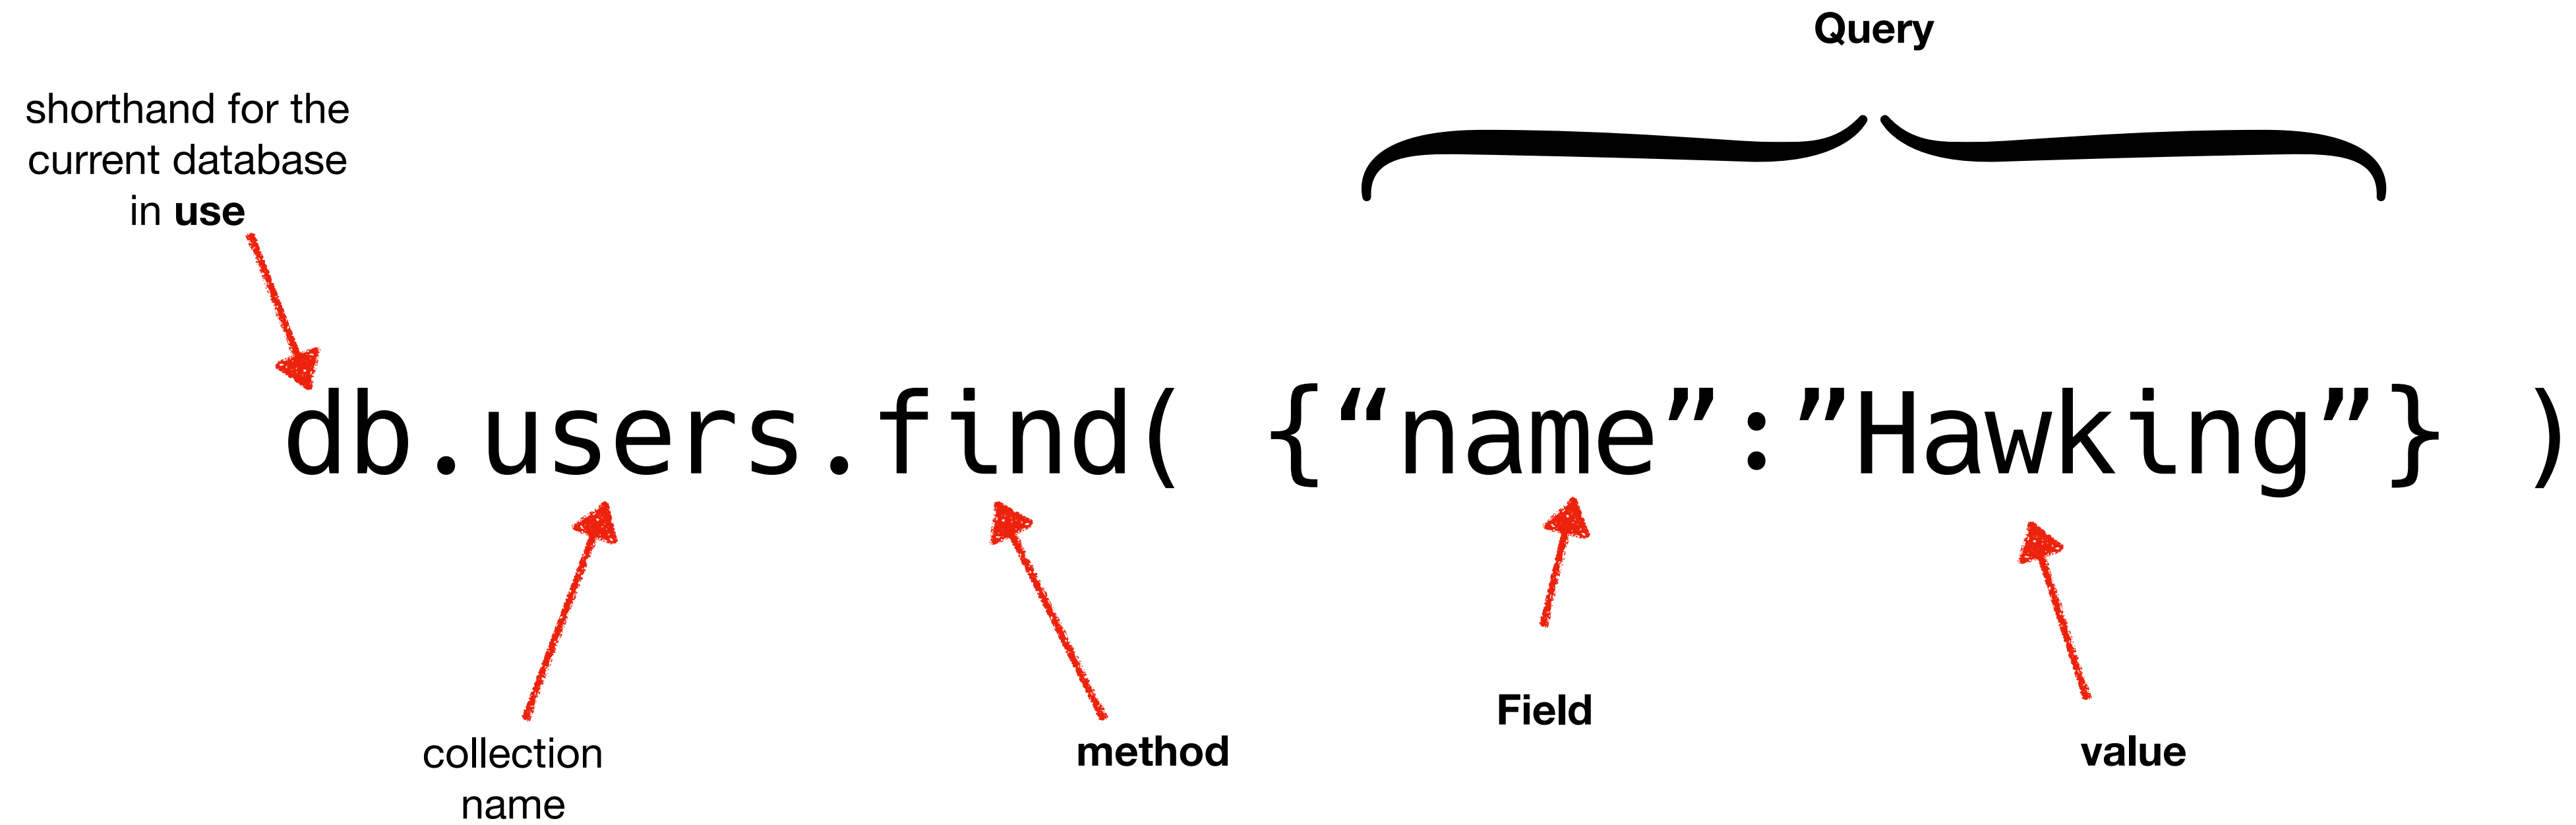 Query
shorthand for the
current database
in use
db.users.find( {“name”:”Hawking”} )
collection
name
method
Field
value